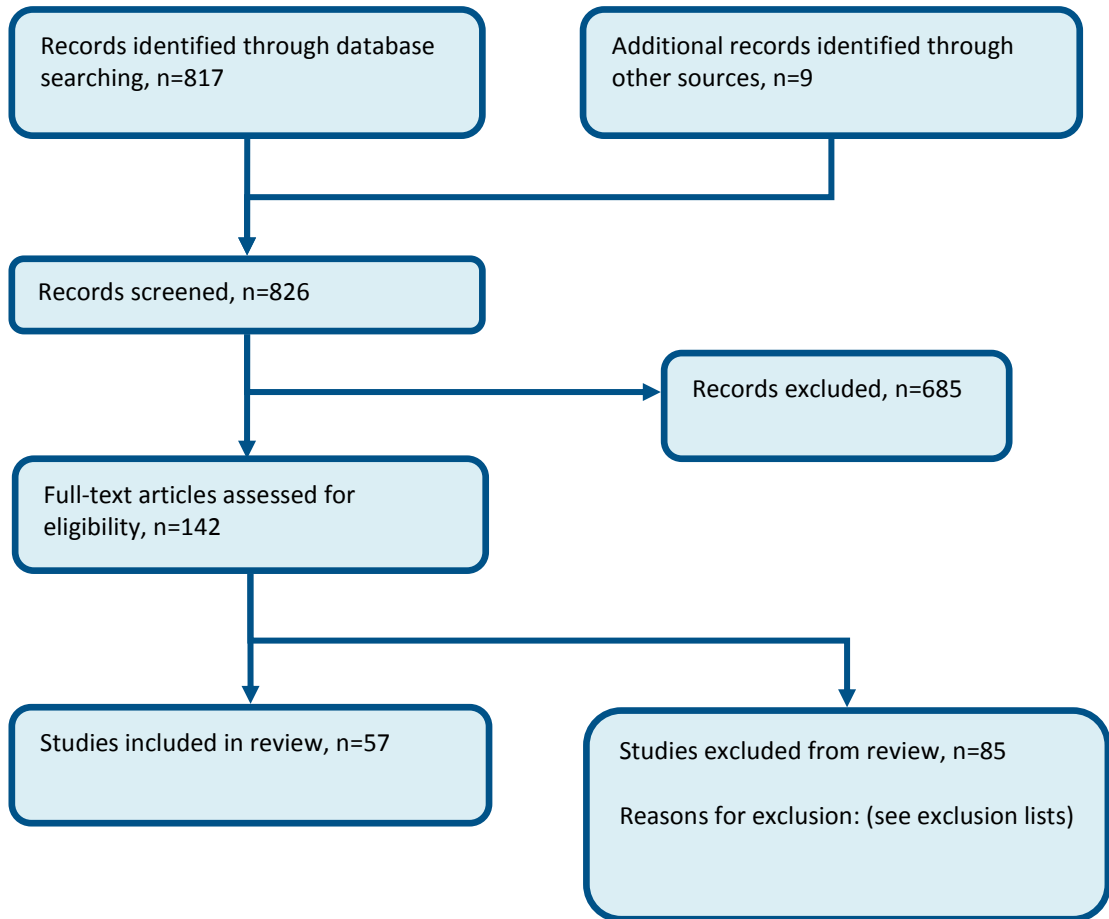 Records identified through database
searching, n=817
Additional records identified through
other sources, n=9
Records screened, n=826
Records excluded, n=685
Full-text articles assessed for
eligibility, n=142
Studies included in review, n=57
Studies excluded from review, n=85
Reasons for exclusion: (see exclusion lists)